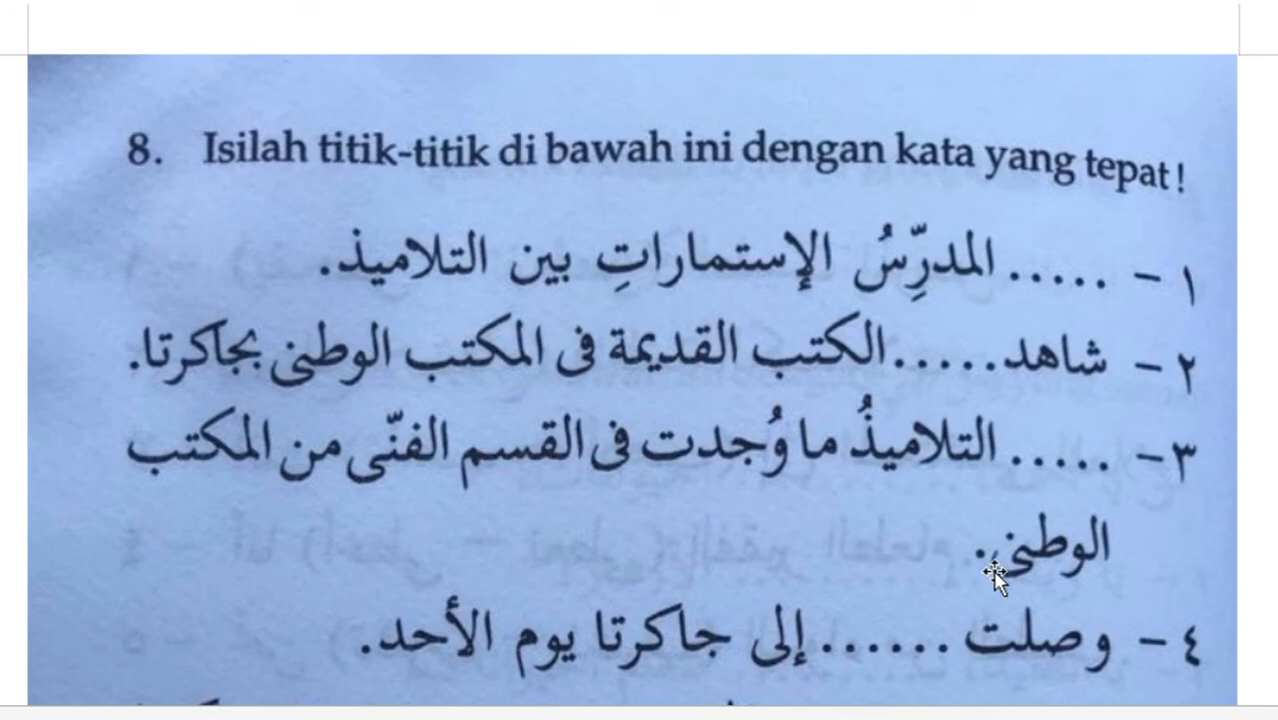 8. Isilah titik-titik di bawah ini dengan kata yang tepat!
١ – ..... المدرِّسُ الإستماراتِ بين التلاميذ.
٢ – شاهد.....الكتب القديمة فى المكتب الوطنى بجاكرتا.
٣ – ..... التلاميذُ ما وُجدت فى القسم الفنّى من المكتب
الوطنى.
٤ – وصلت ...... إلى جاكرتا يوم الأحد.